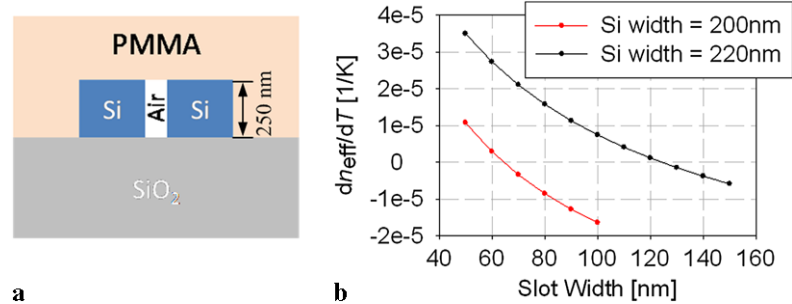 PMMA
Si
Air
Si
250 nm
SiO₂
a
dneff/dT [1/K]
4e-5
3e-5
2e-5
1e-5
0
-1e-5
-2e-5
Si width = 200nm
Si width = 220nm
40 60 80 100 120 140 160
Slot Width [nm]
b